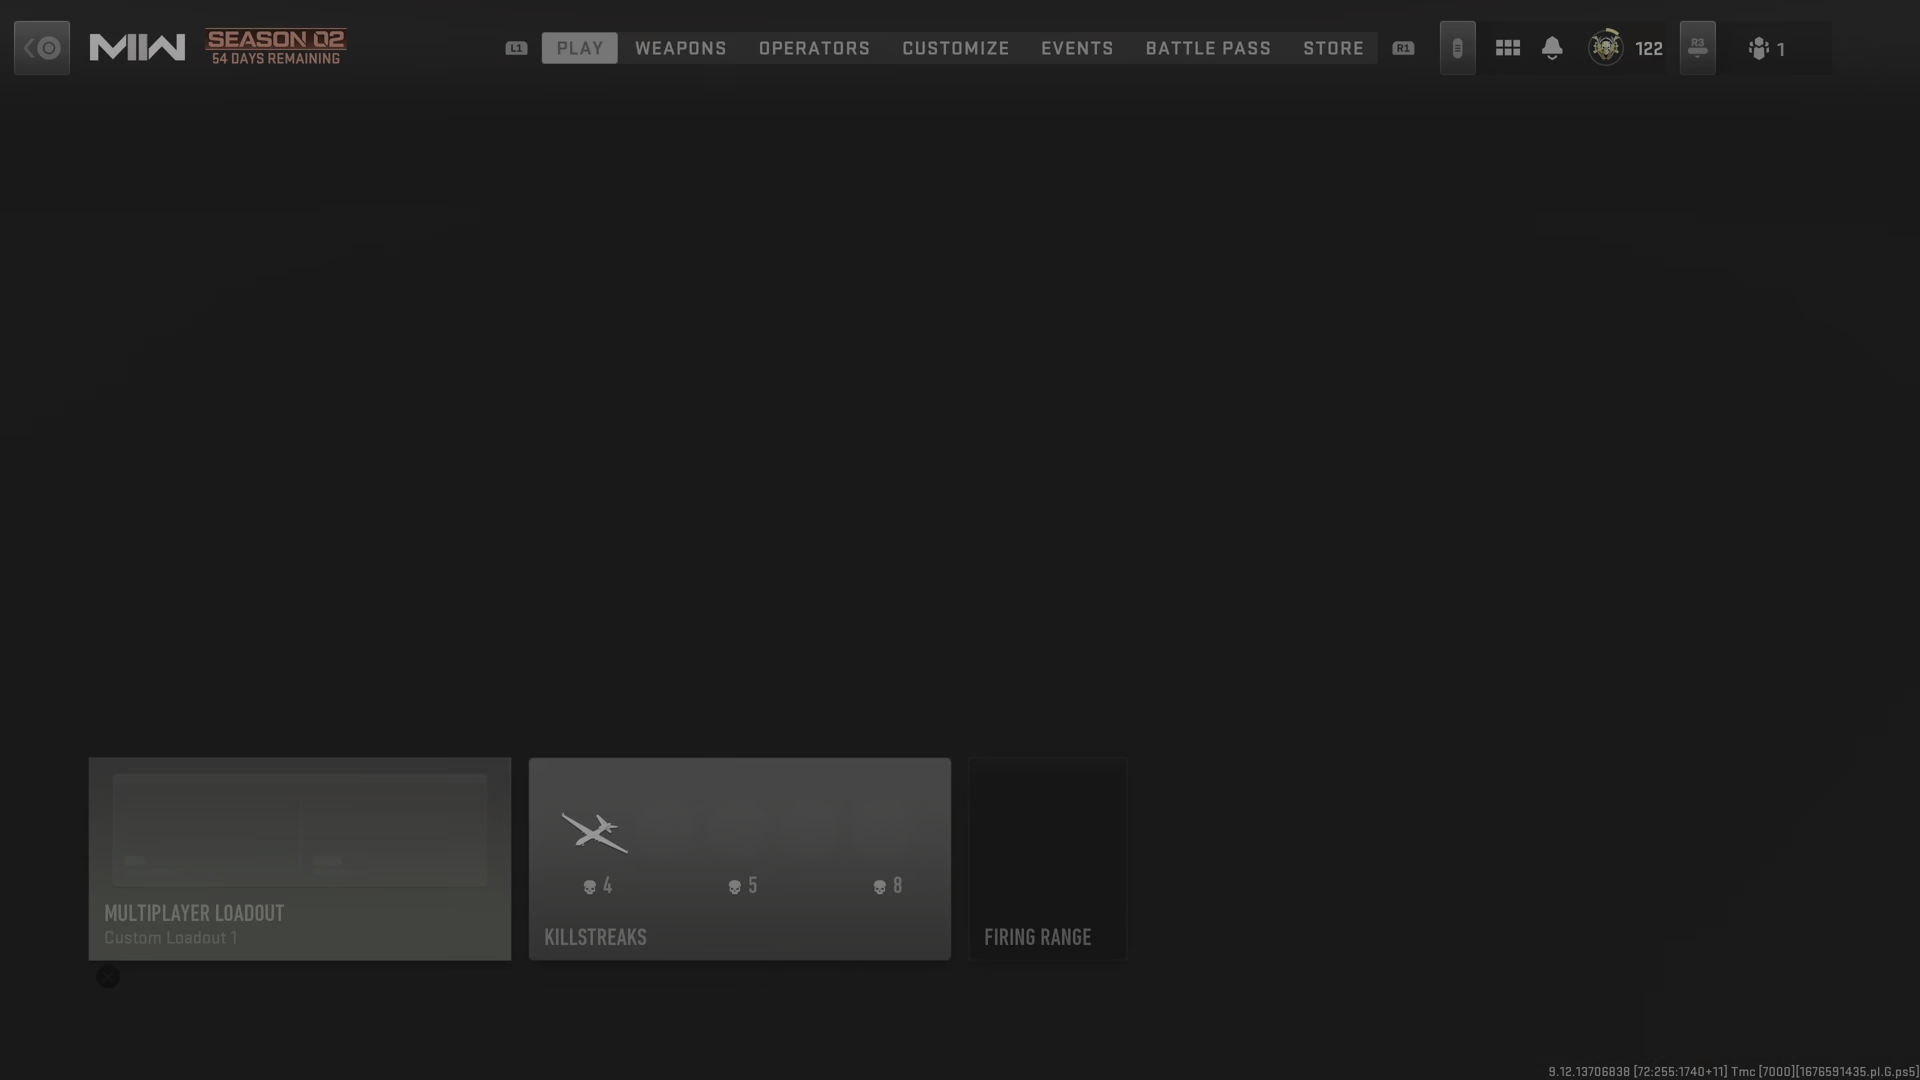 MW
SEASON 02
54 DAYS REMAINING
L1
PLAY
WEAPONS
OPERATORS
CUSTOMIZE
EVENTS
BATTLE PASS
STORE
R1
122
R3
1
4
5
8
MULTIPLAYER LOADOUT
Custom Loadout 1
KILLSTREAKS
FIRING RANGE
9.12.13706838 [72:255:1740+11] Tmc [7000][1676591435.pl.G.ps5]